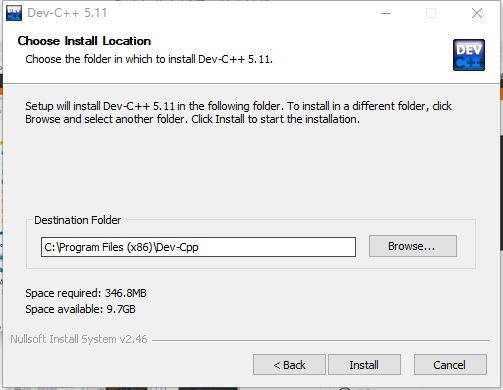 Dev-C++ 5.11
Choose Install Location
Choose the folder in which to install Dev-C++ 5.11.
DEV
C++
Setup will install Dev-C++ 5.11 in the following folder. To install in a different folder, click
Browse and select another folder. Click Install to start the installation.
Destination Folder
C:\Program Files (x86)\Dev-Cpp
Browse...
Space required: 346.8MB
Space available: 9.7GB
Nullsoft Install System v2.46
< Back
Install
Cancel